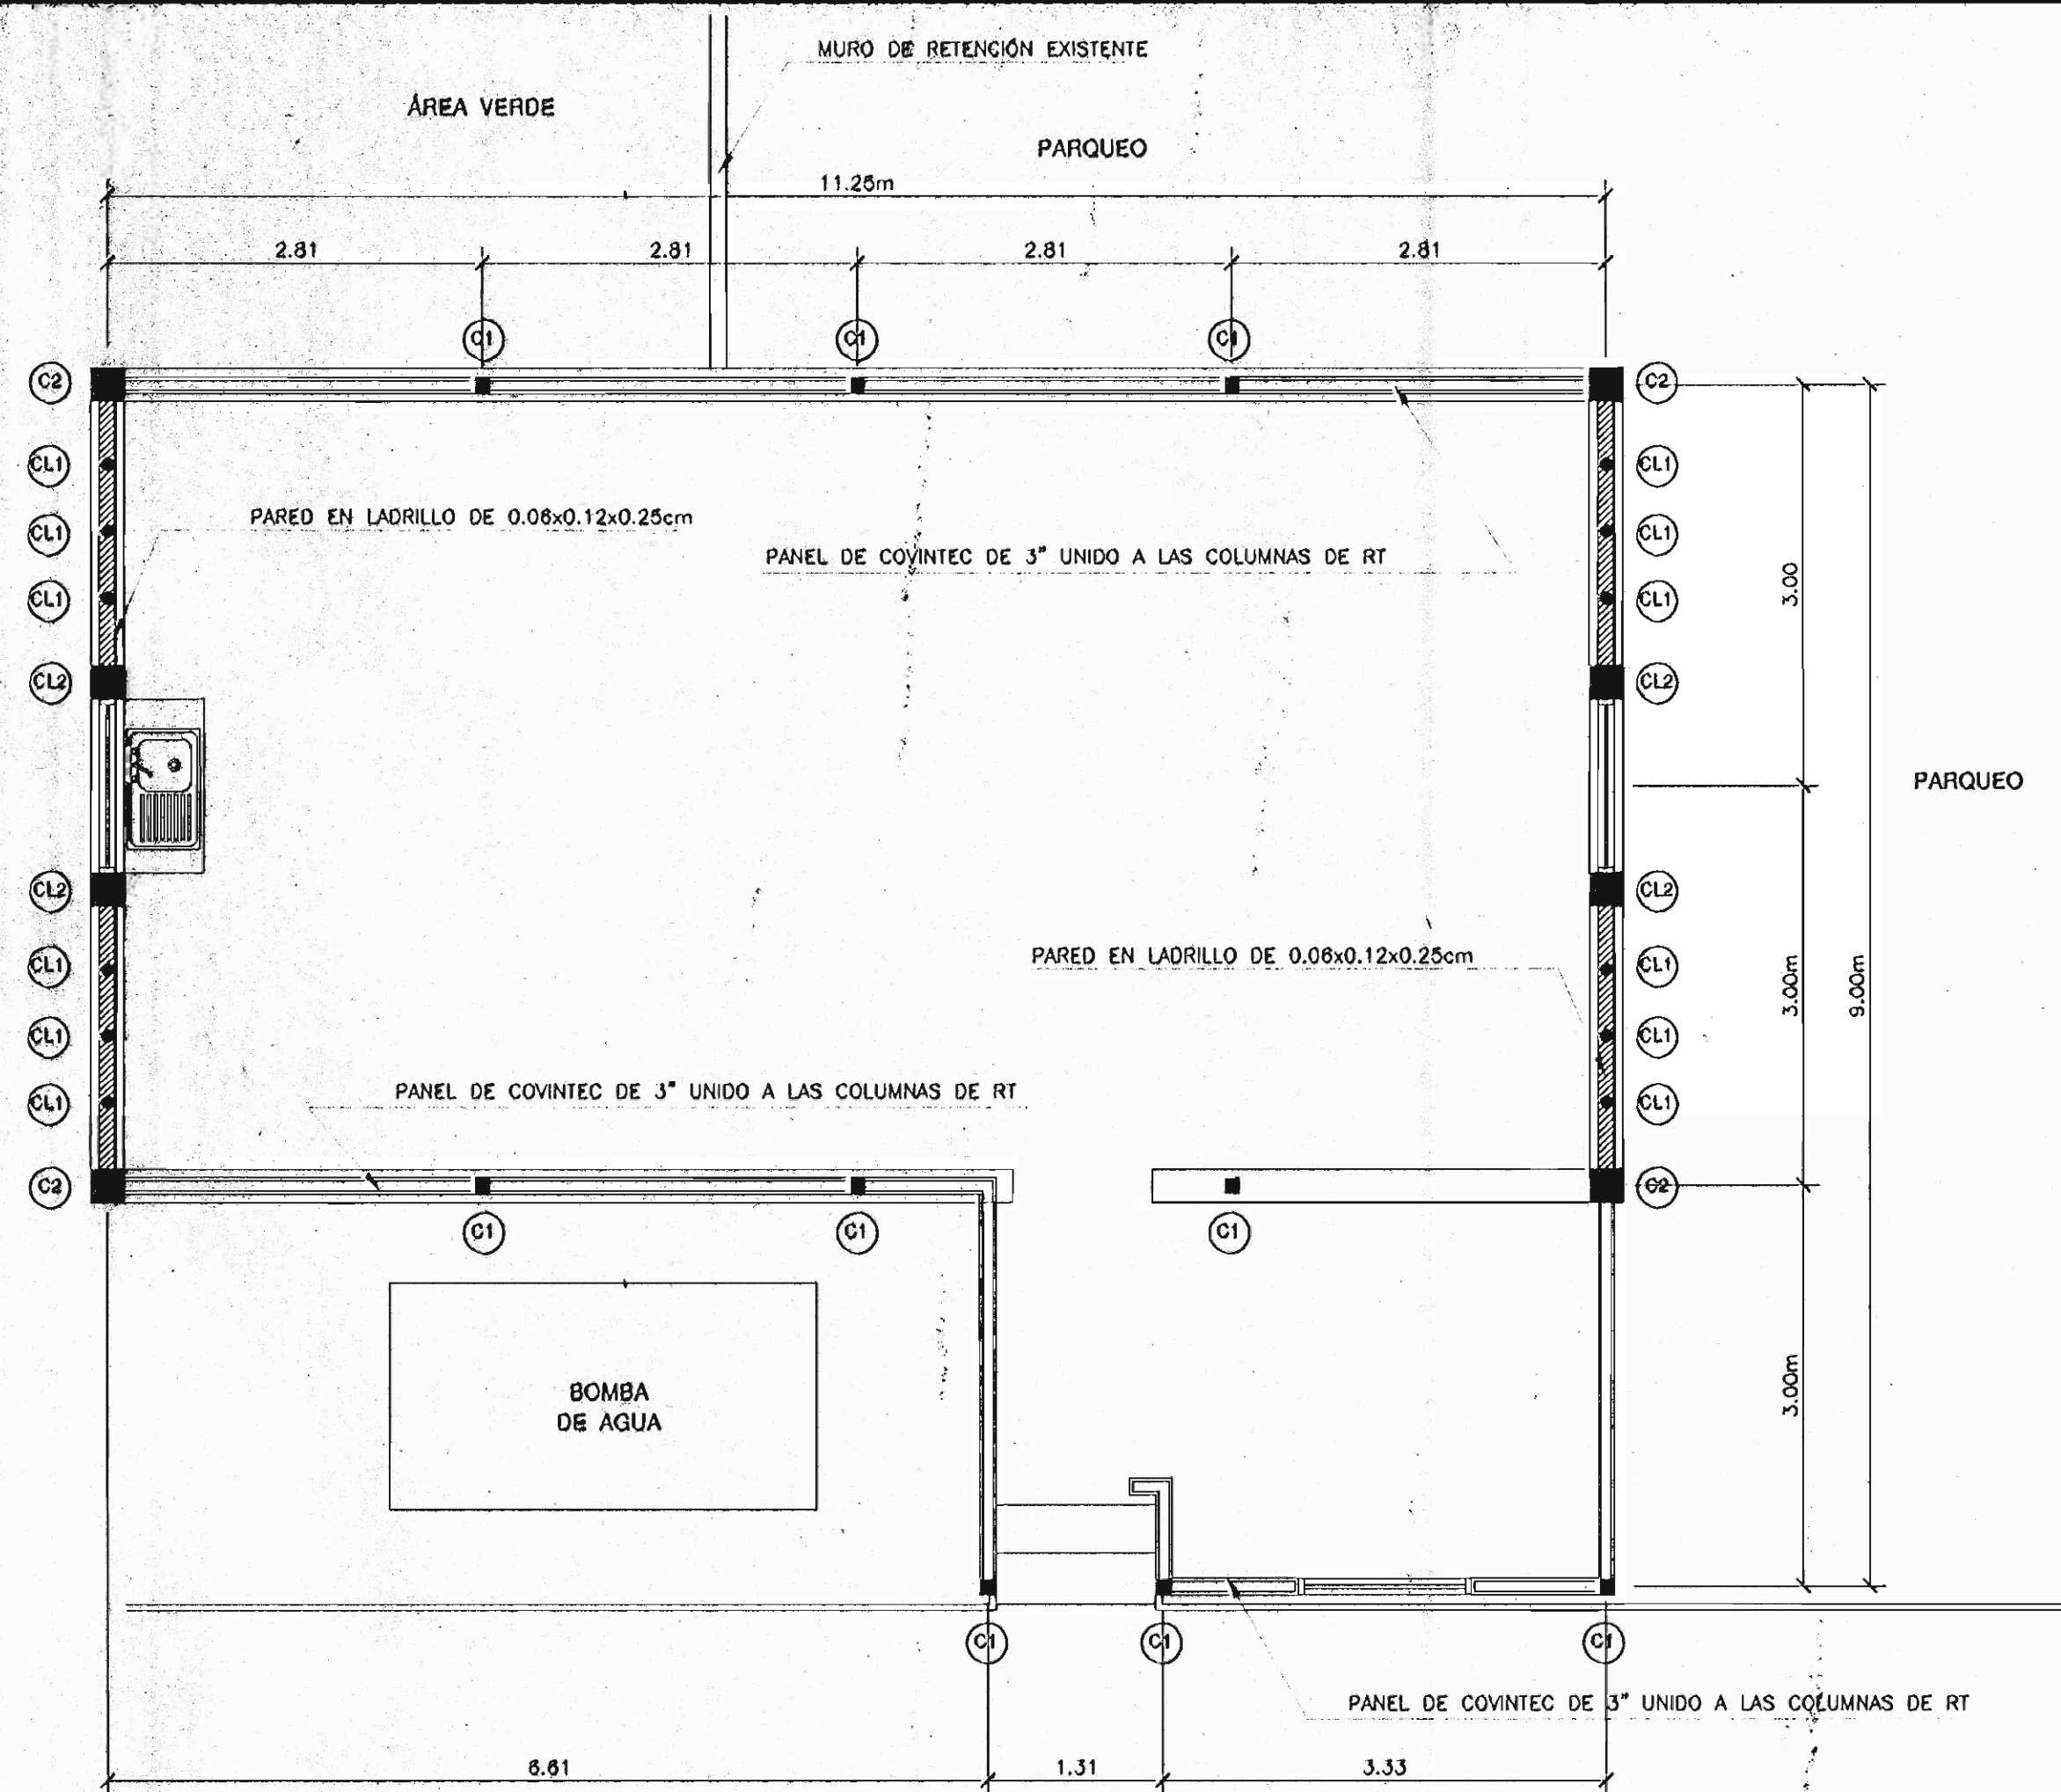 MURO DE RETENCIÓN EXISTENTE
ÁREA VERDE
PARQUEO
11.25m
2.81 2.81 2.81 2.81
C1 C1 C1
C2 C2
CL1 CL1
PARED EN LADRILLO DE 0.06x0.12x0.25cm
CL1 CL1
PANEL DE COVINTEC DE 3" UNIDO A LAS COLUMNAS DE RT
3.00
CL1 CL1
CL2 CL2
PARQUEO
CL2 CL2
PARED EN LADRILLO DE 0.06x0.12x0.25cm
CL1 CL1
3.00m 9.00m
CL1 CL1
PANEL DE COVINTEC DE 3" UNIDO A LAS COLUMNAS DE RT
CL1 CL1
C2 C2
C1 C1 C1
BOMBA
DE AGUA
3.00m
C1 C1 C1
PANEL DE COVINTEC DE 3" UNIDO A LAS COLUMNAS DE RT
6.61 1.31 3.33